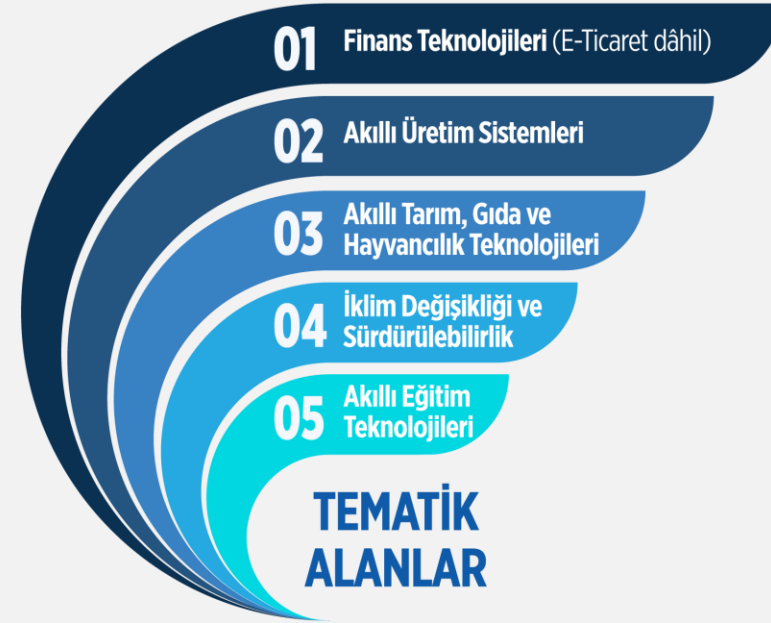 01 Finans Teknolojileri (E-Ticaret dâhil)
02 Akıllı Üretim Sistemleri
03 Akıllı Tarım, Gıda ve
Hayvancılık Teknolojileri
04 İklim Değişikliği ve
Sürdürülebilirlik
05 Akıllı Eğitim
Teknolojileri
TEMATİK
ALANLAR